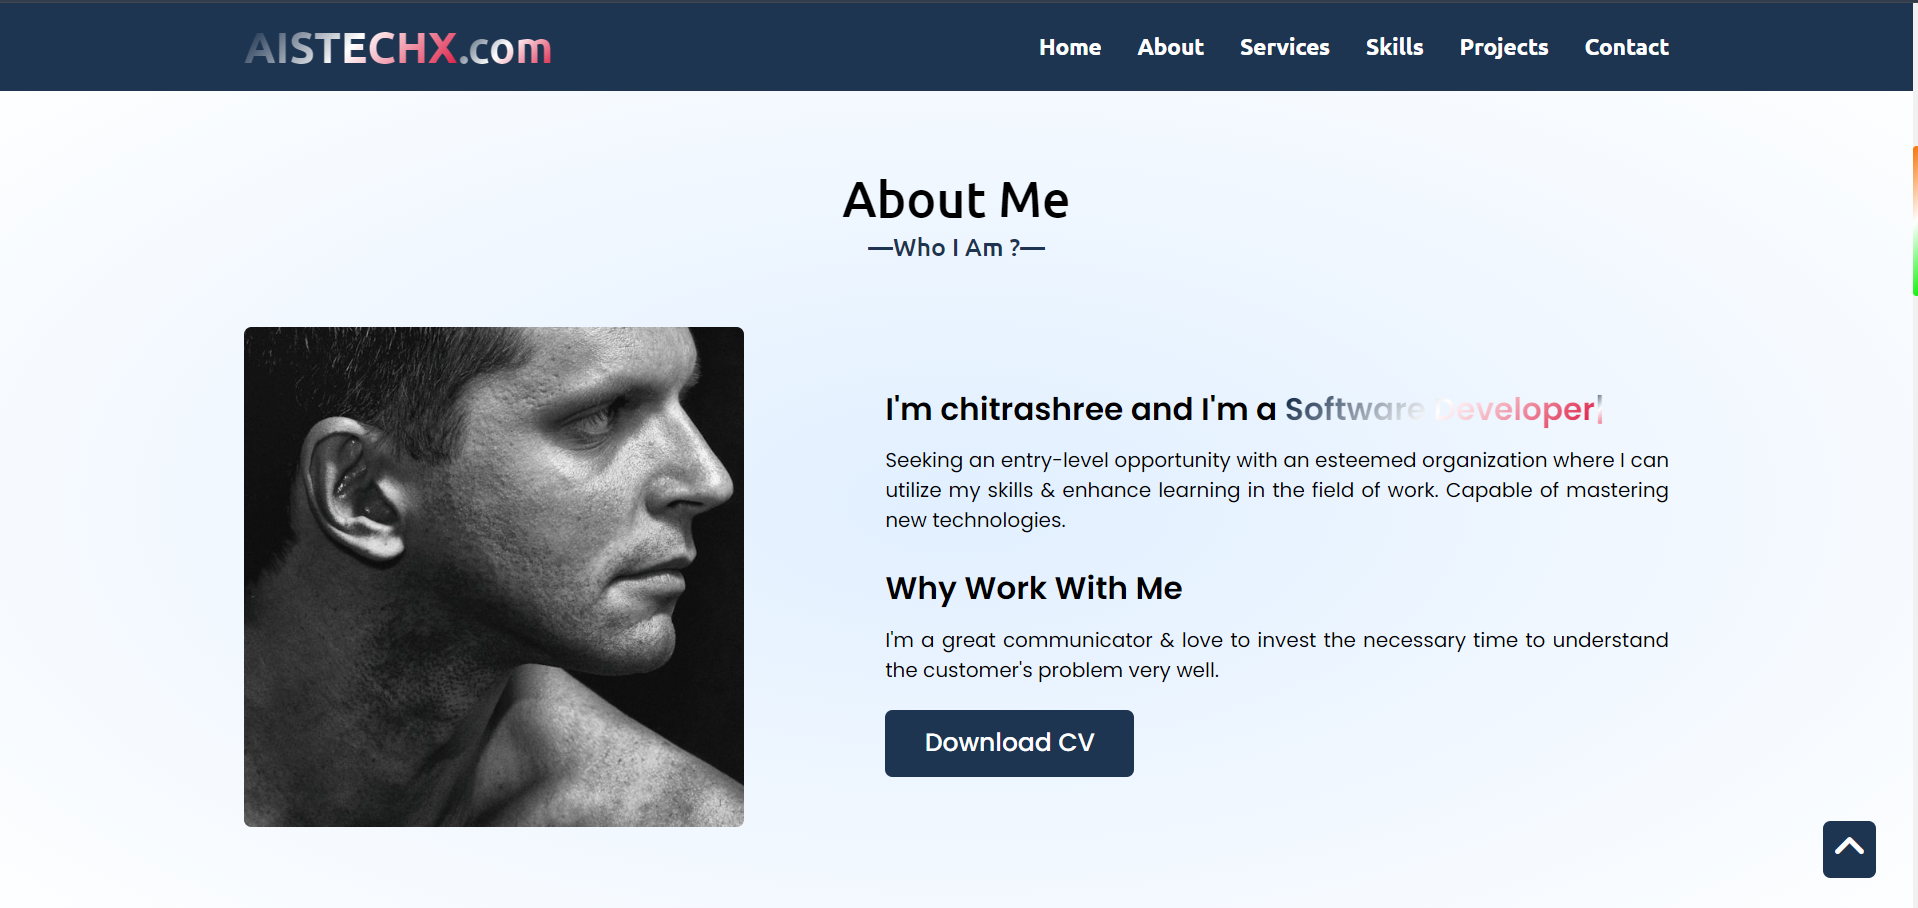 AISTECHX.com
Home About Services Skills Projects Contact
About Me
—Who I Am ?—
I'm chitrashree and I'm a Software Developer|
Seeking an entry-level opportunity with an esteemed organization where I can
utilize my skills & enhance learning in the field of work. Capable of mastering
new technologies.
Why Work With Me
I'm a great communicator & love to invest the necessary time to understand
the customer's problem very well.
Download CV